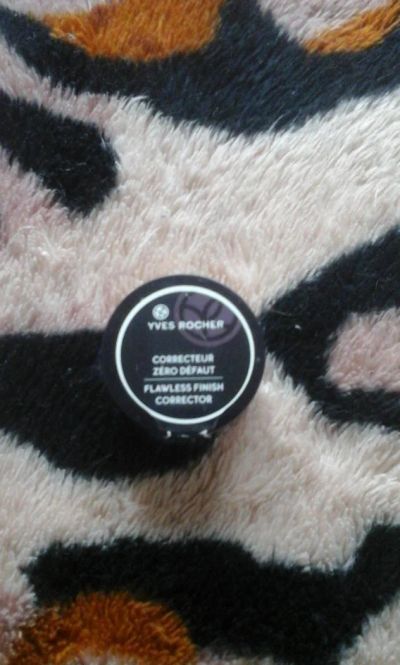 YVES ROCHER
CORRECTEUR
ZÉRO DÉFAUT
FLAWLESS FINISH
CORRECTOR